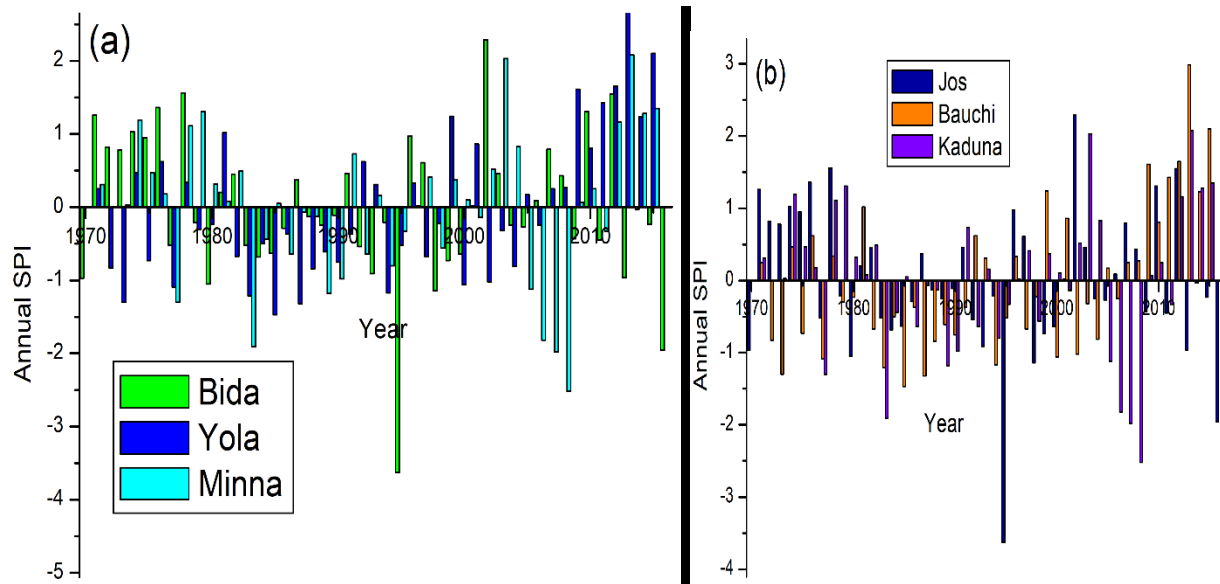 (a)
2
1
0
-1
-2
-3
-4
-5
Annual SPI
1970
1980
1990
2000
2010
Year
Bida
Yola
Minna
(b)
3
2
1
0
-1
-2
-3
-4
Annual SPI
1970
1980
1990
2000
2010
Year
Jos
Bauchi
Kaduna